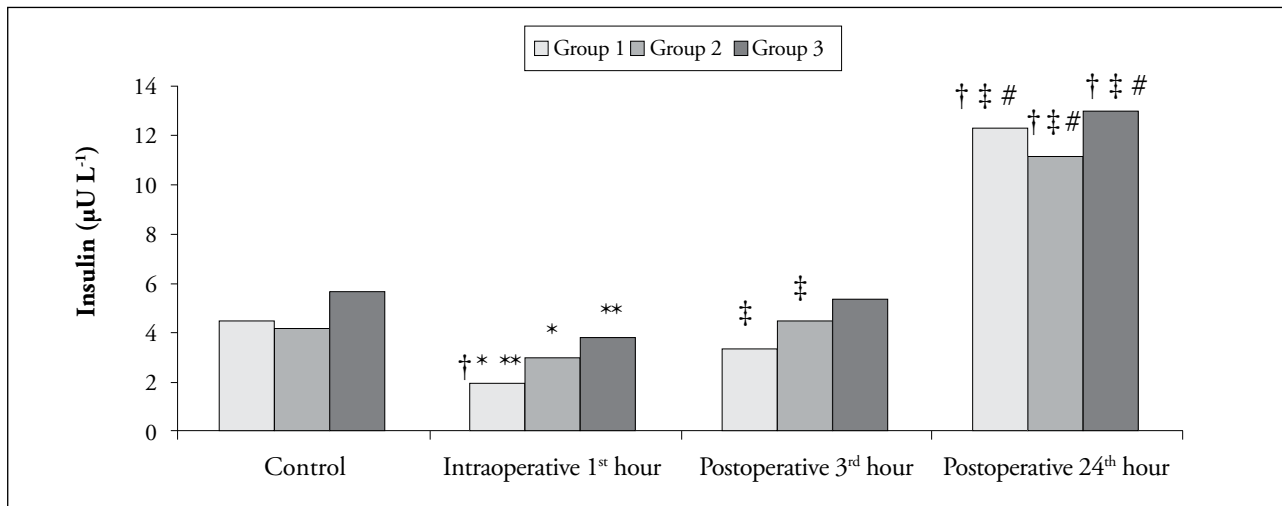 Group 1 Group 2 Group 3
Insulin (µU L⁻¹)
14
12
10
8
6
4
2
0
† * **
*
**
‡
‡
† ‡ #
† ‡ #
† ‡ #
Control
Intraoperative 1ˢᵗ hour
Postoperative 3ʳᵈ hour
Postoperative 24ᵗʰ hour